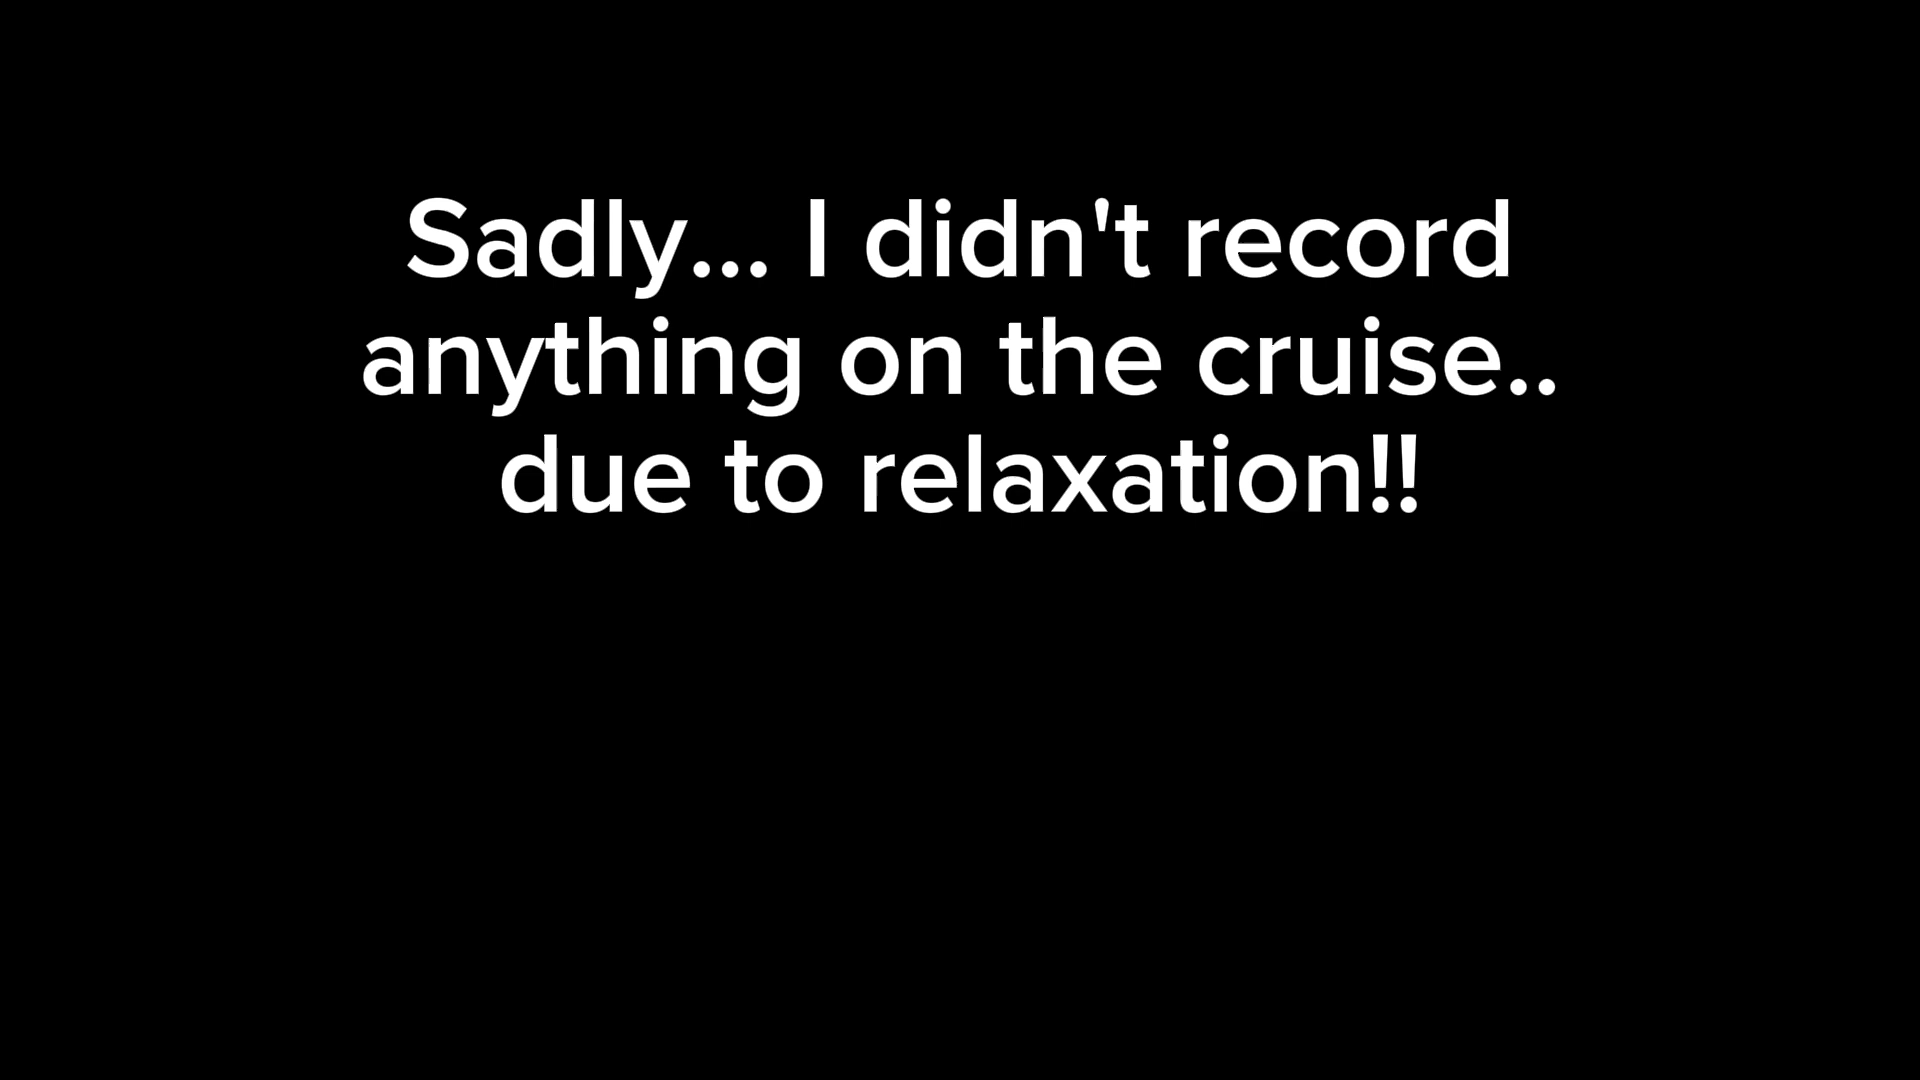 Sadly... I didn't record
anything on the cruise..
due to relaxation!!